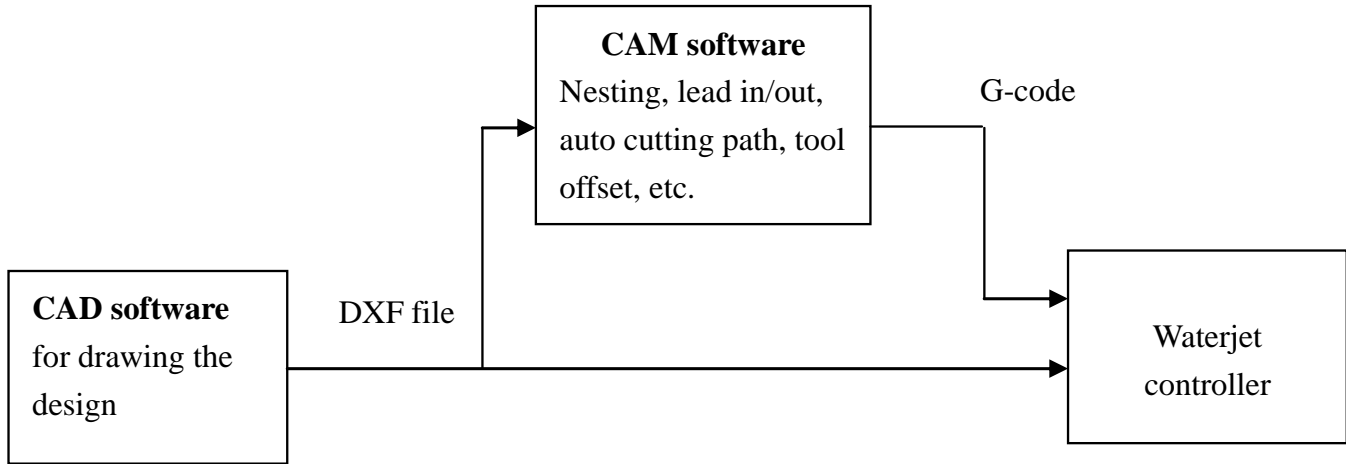 CAM software
Nesting, lead in/out,
auto cutting path, tool
offset, etc.
G-code
CAD software
for drawing the
design
DXF file
Waterjet
controller